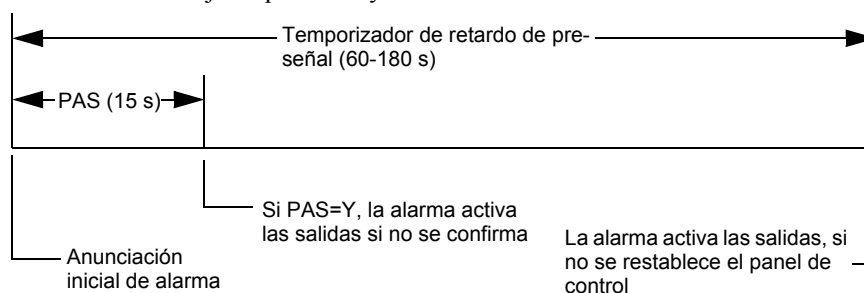 Temporizador de retardo de pre-
señal (60-180 s)
PAS (15 s)
Si PAS=Y, la alarma activa
las salidas si no se confirma
Anunciación
inicial de alarma
La alarma activa las salidas, si
no se restablece el panel de
control